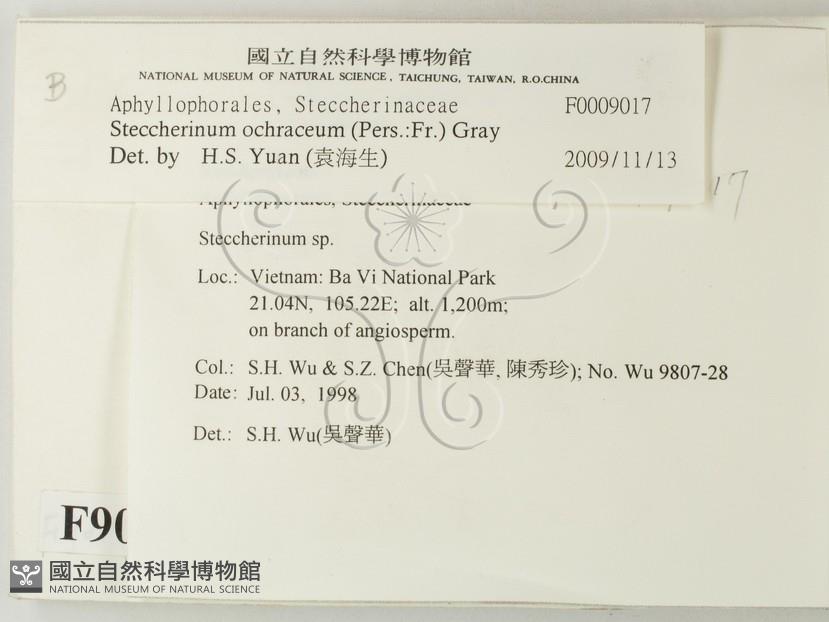 國立自然科學博物館
NATIONAL MUSEUM OF NATURAL SCIENCE, TAICHUNG, TAIWAN, R.O.CHINA
B
Aphyllophorales, Steccherinaceae F0009017
Steccherinum ochraceum (Pers.:Fr.) Gray
Det. by H.S. Yuan (袁海生) 2009/11/13
Aphyllophorales, Steccherinaceae 17
Steccherinum sp.
Loc.: Vietnam: Ba Vi National Park
21.04N, 105.22E; alt. 1,200m;
on branch of angiosperm.
Col.: S.H. Wu & S.Z. Chen(吳聲華, 陳秀珍); No. Wu 9807-28
Date: Jul. 03, 1998
Det.: S.H. Wu(吳聲華)
F90
國立自然科學博物館
NATIONAL MUSEUM OF NATURAL SCIENCE